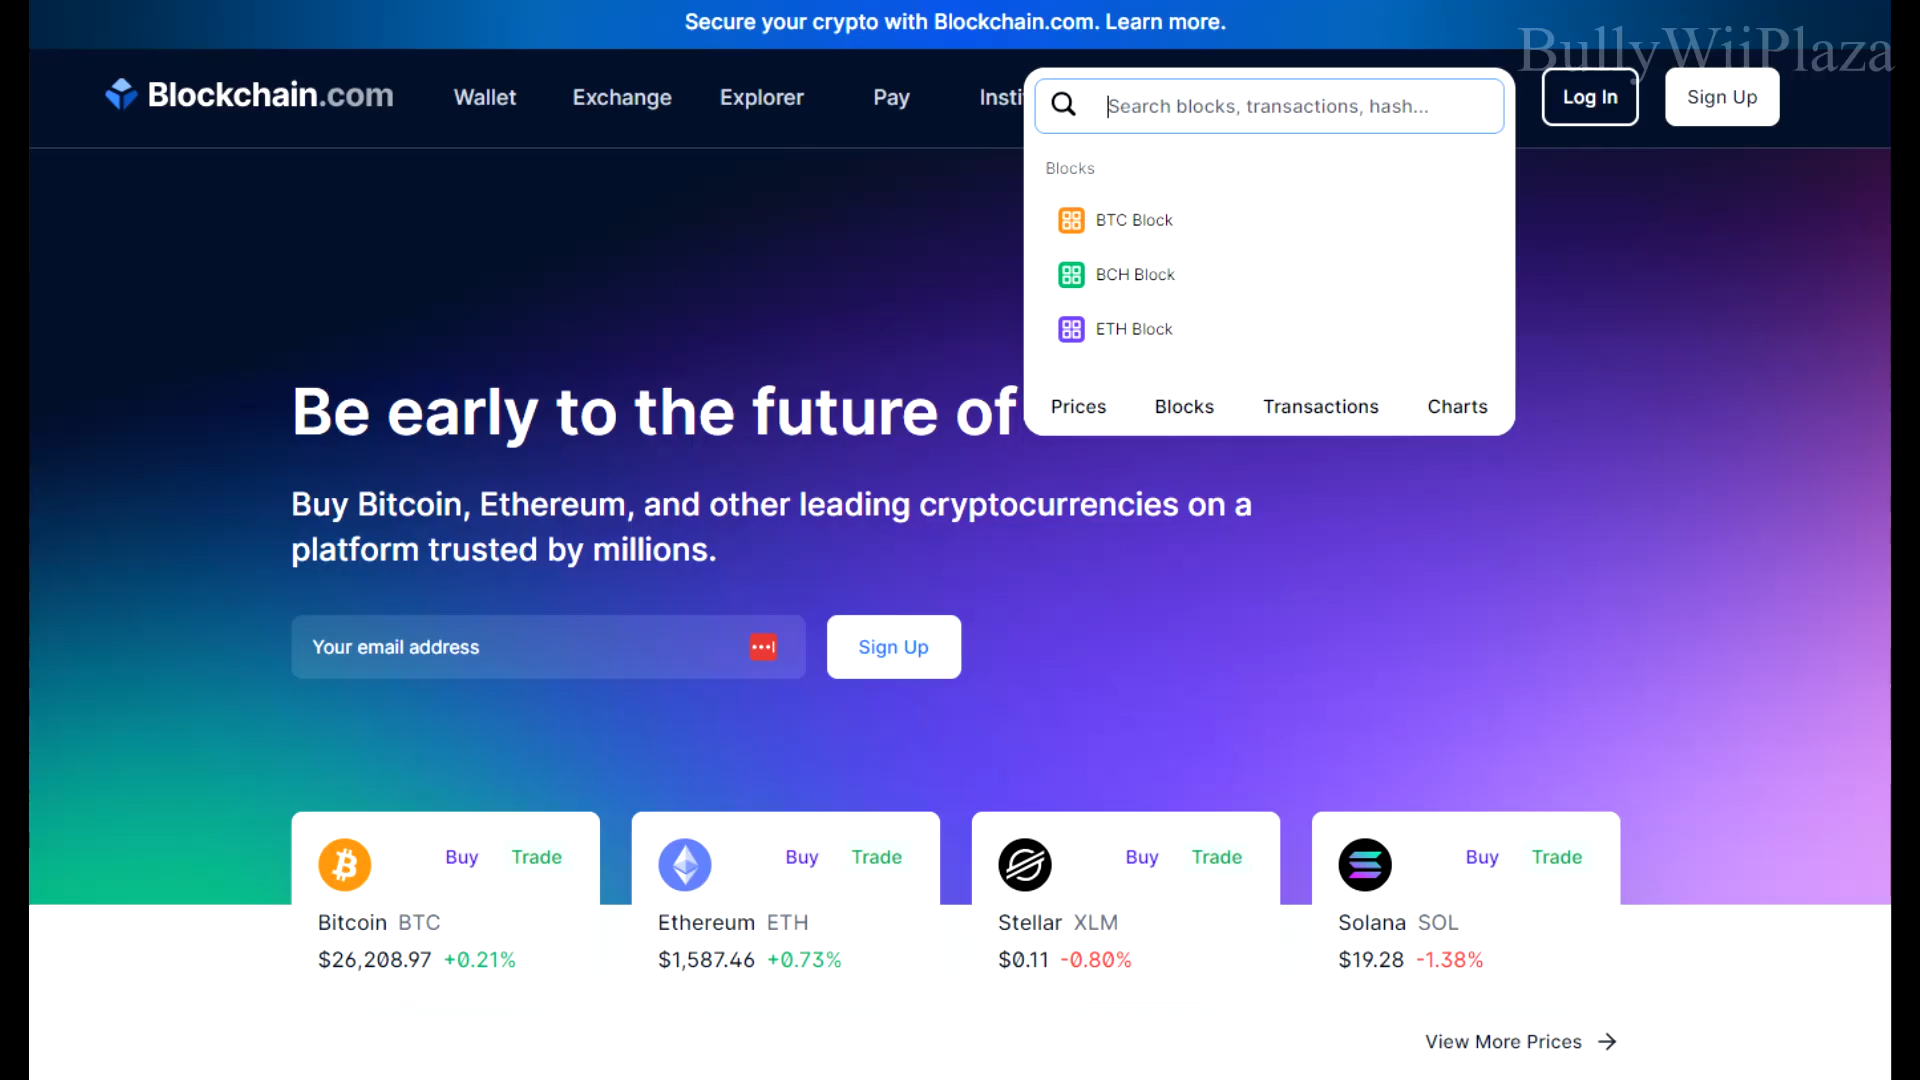 Secure your crypto with Blockchain.com. Learn more.
BullyWiiPlaza
Blockchain.com Wallet Exchange Explorer Pay Insti
Search blocks, transactions, hash...
Log In Sign Up
Blocks
BTC Block
BCH Block
ETH Block
Prices Blocks Transactions Charts
Be early to the future of
Buy Bitcoin, Ethereum, and other leading cryptocurrencies on a
platform trusted by millions.
Your email address Sign Up
Buy Trade Buy Trade Buy Trade Buy Trade
Bitcoin BTC Ethereum ETH Stellar XLM Solana SOL
$26,208.97 +0.21% $1,587.46 +0.73% $0.11 -0.80% $19.28 -1.38%
View More Prices